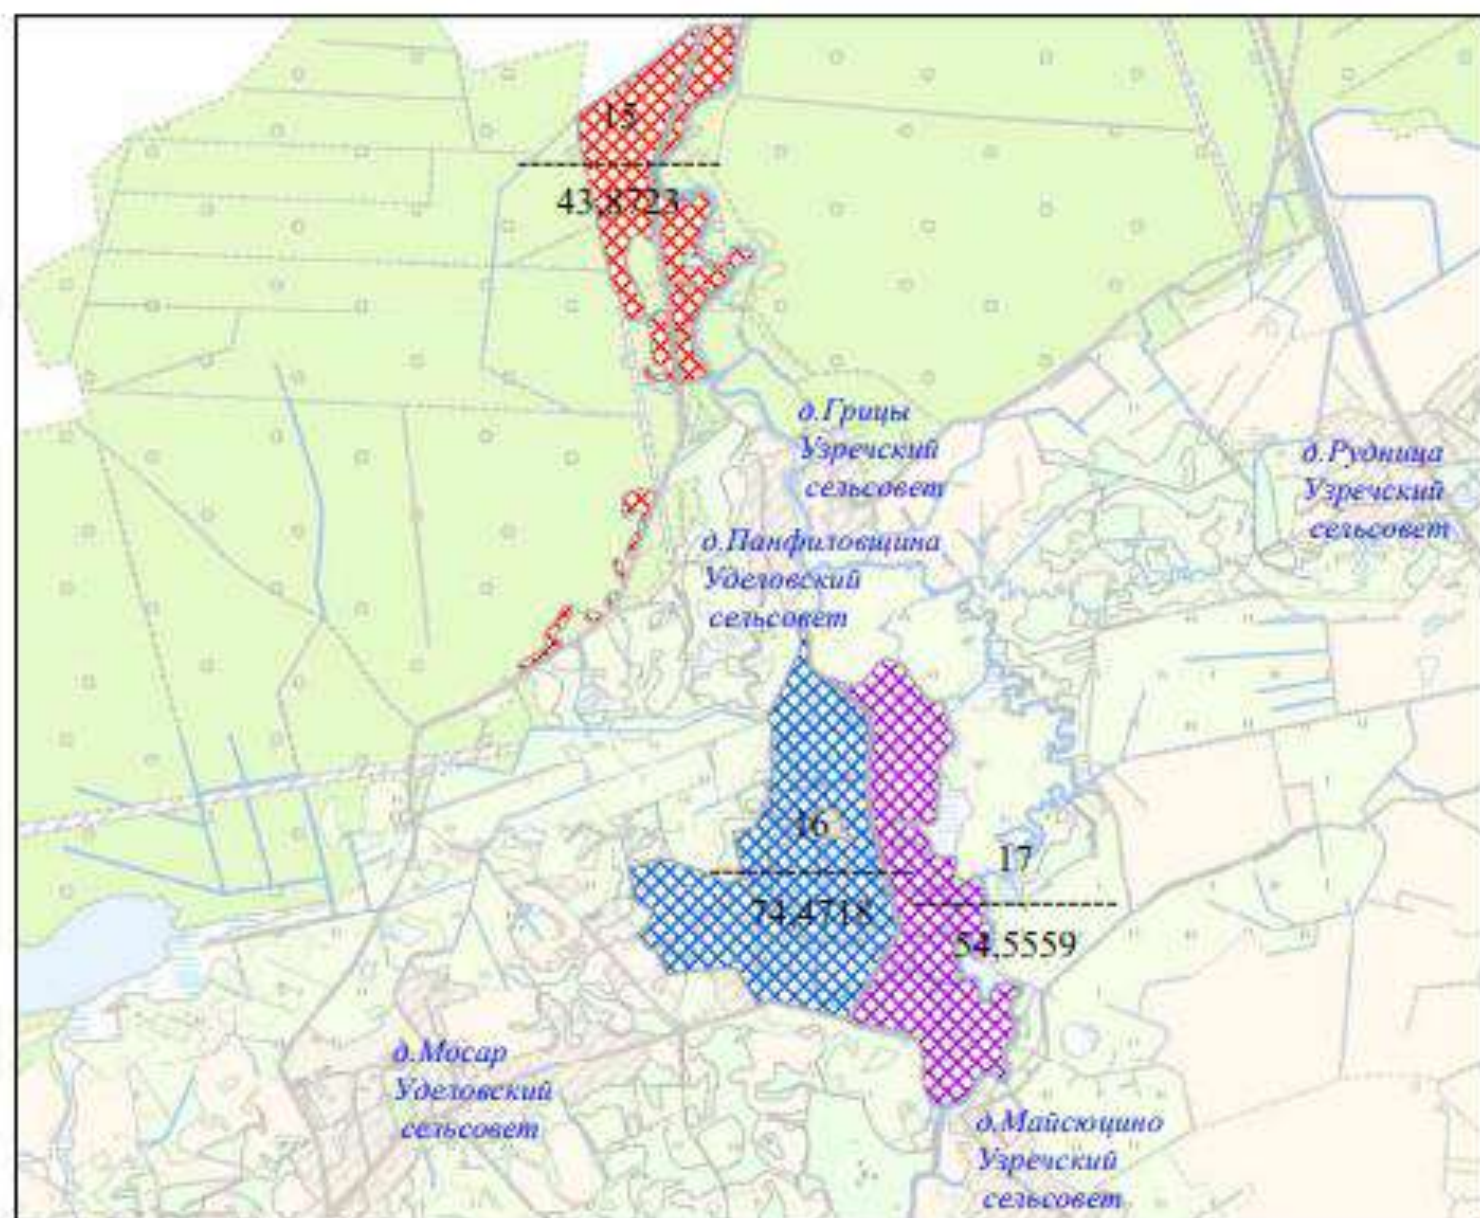 15
43,8723
д.Грицы
Узречский
сельсовет
д.Рудница
Узречский
сельсовет
д.Панфиловщина
Уделовский
сельсовет
16
74,4718
17
54,5559
д.Мосар
Уделовский
сельсовет
д.Майсюцино
Узречский
сельсовет